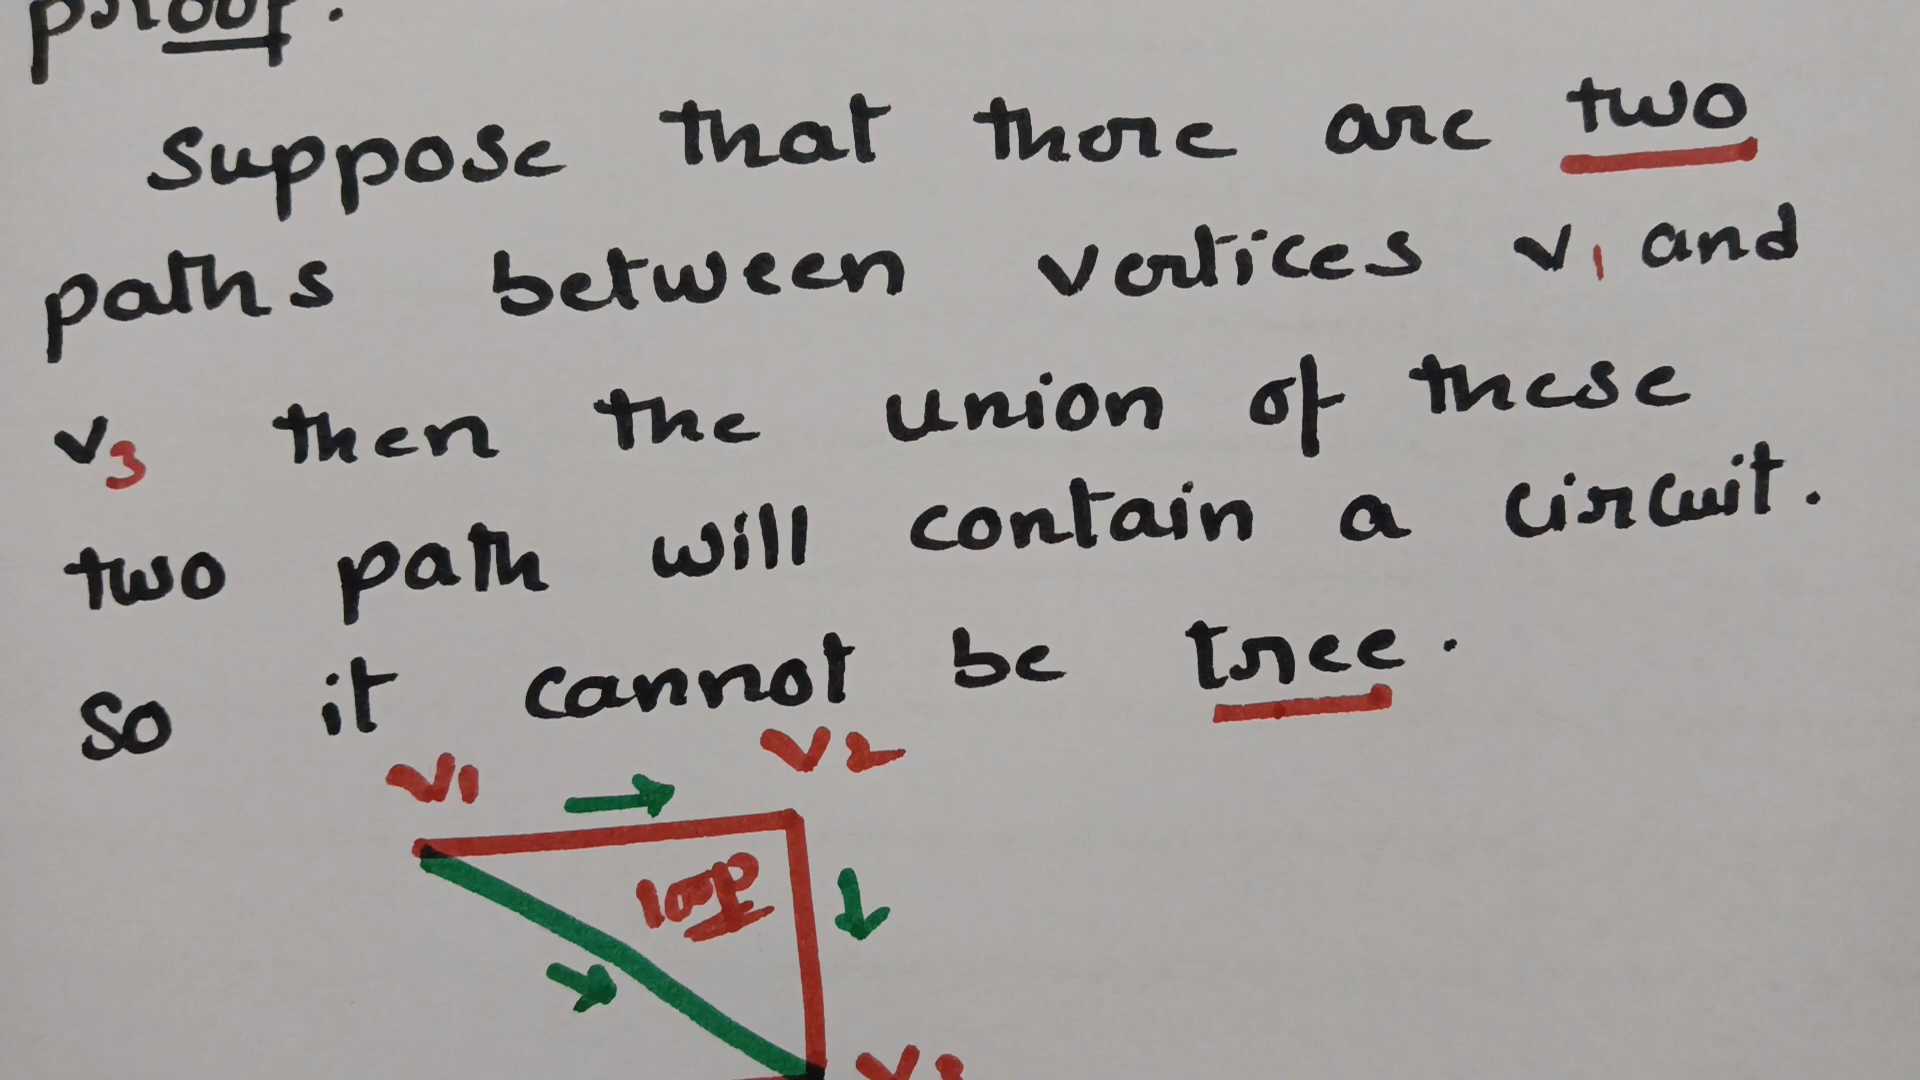 proof.
Suppose that there are two
paths between vertices v1 and
v3 then the union of these
two path will contain a circuit.
So it cannot be tree.
v1 v2
loop
v3